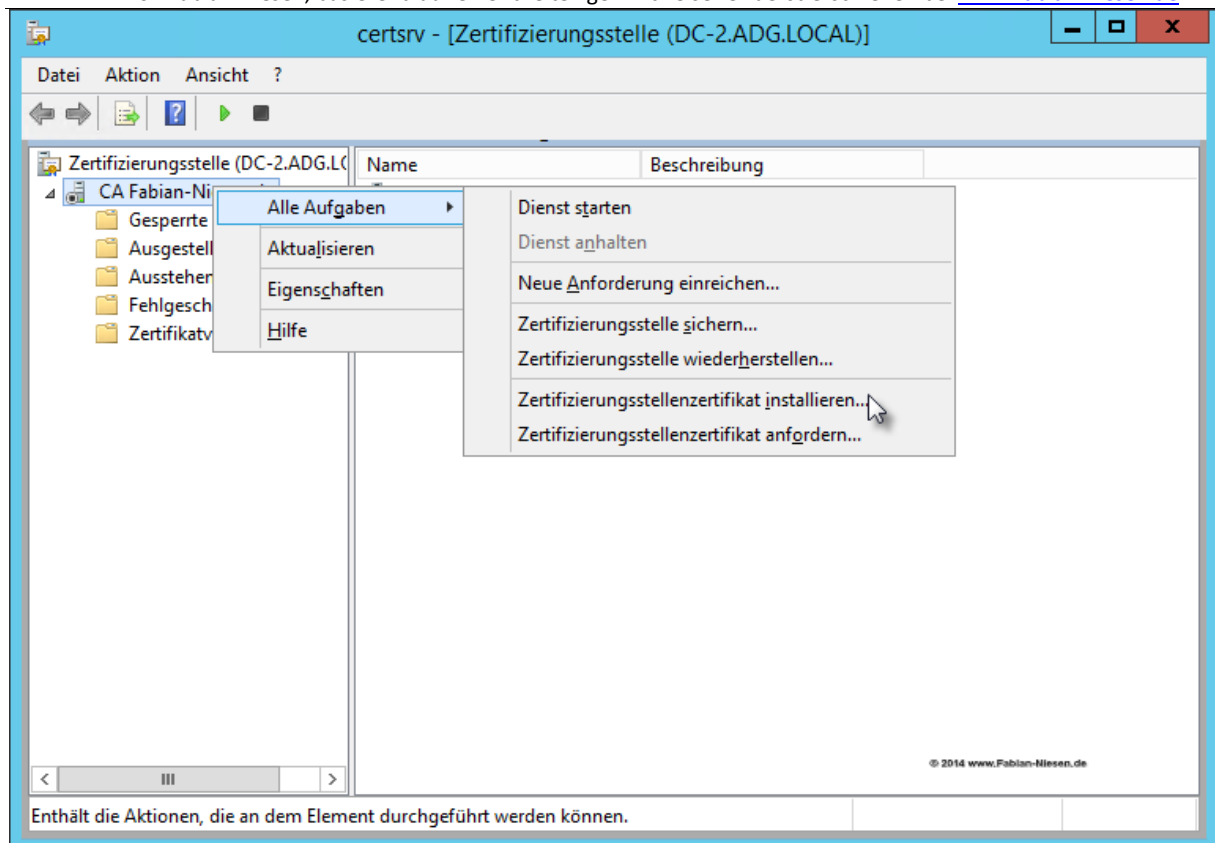 certsrv - [Zertifizierungsstelle (DC-2.ADG.LOCAL)]
Datei Aktion Ansicht ?
Zertifizierungsstelle (DC-2.ADG.L
Name Beschreibung
CA Fabian-Ni
Gesperrte
Ausgestell
Ausstehen
Fehlgesch
Zertifikatv
Alle Aufgaben
Aktualisieren
Eigenschaften
Hilfe
Dienst starten
Dienst anhalten
Neue Anforderung einreichen...
Zertifizierungsstelle sichern...
Zertifizierungsstelle wiederherstellen...
Zertifizierungsstellenzertifikat installieren...
Zertifizierungsstellenzertifikat anfordern...
© 2014 www.Fabian-Niesen.de
Enthält die Aktionen, die an dem Element durchgeführt werden können.